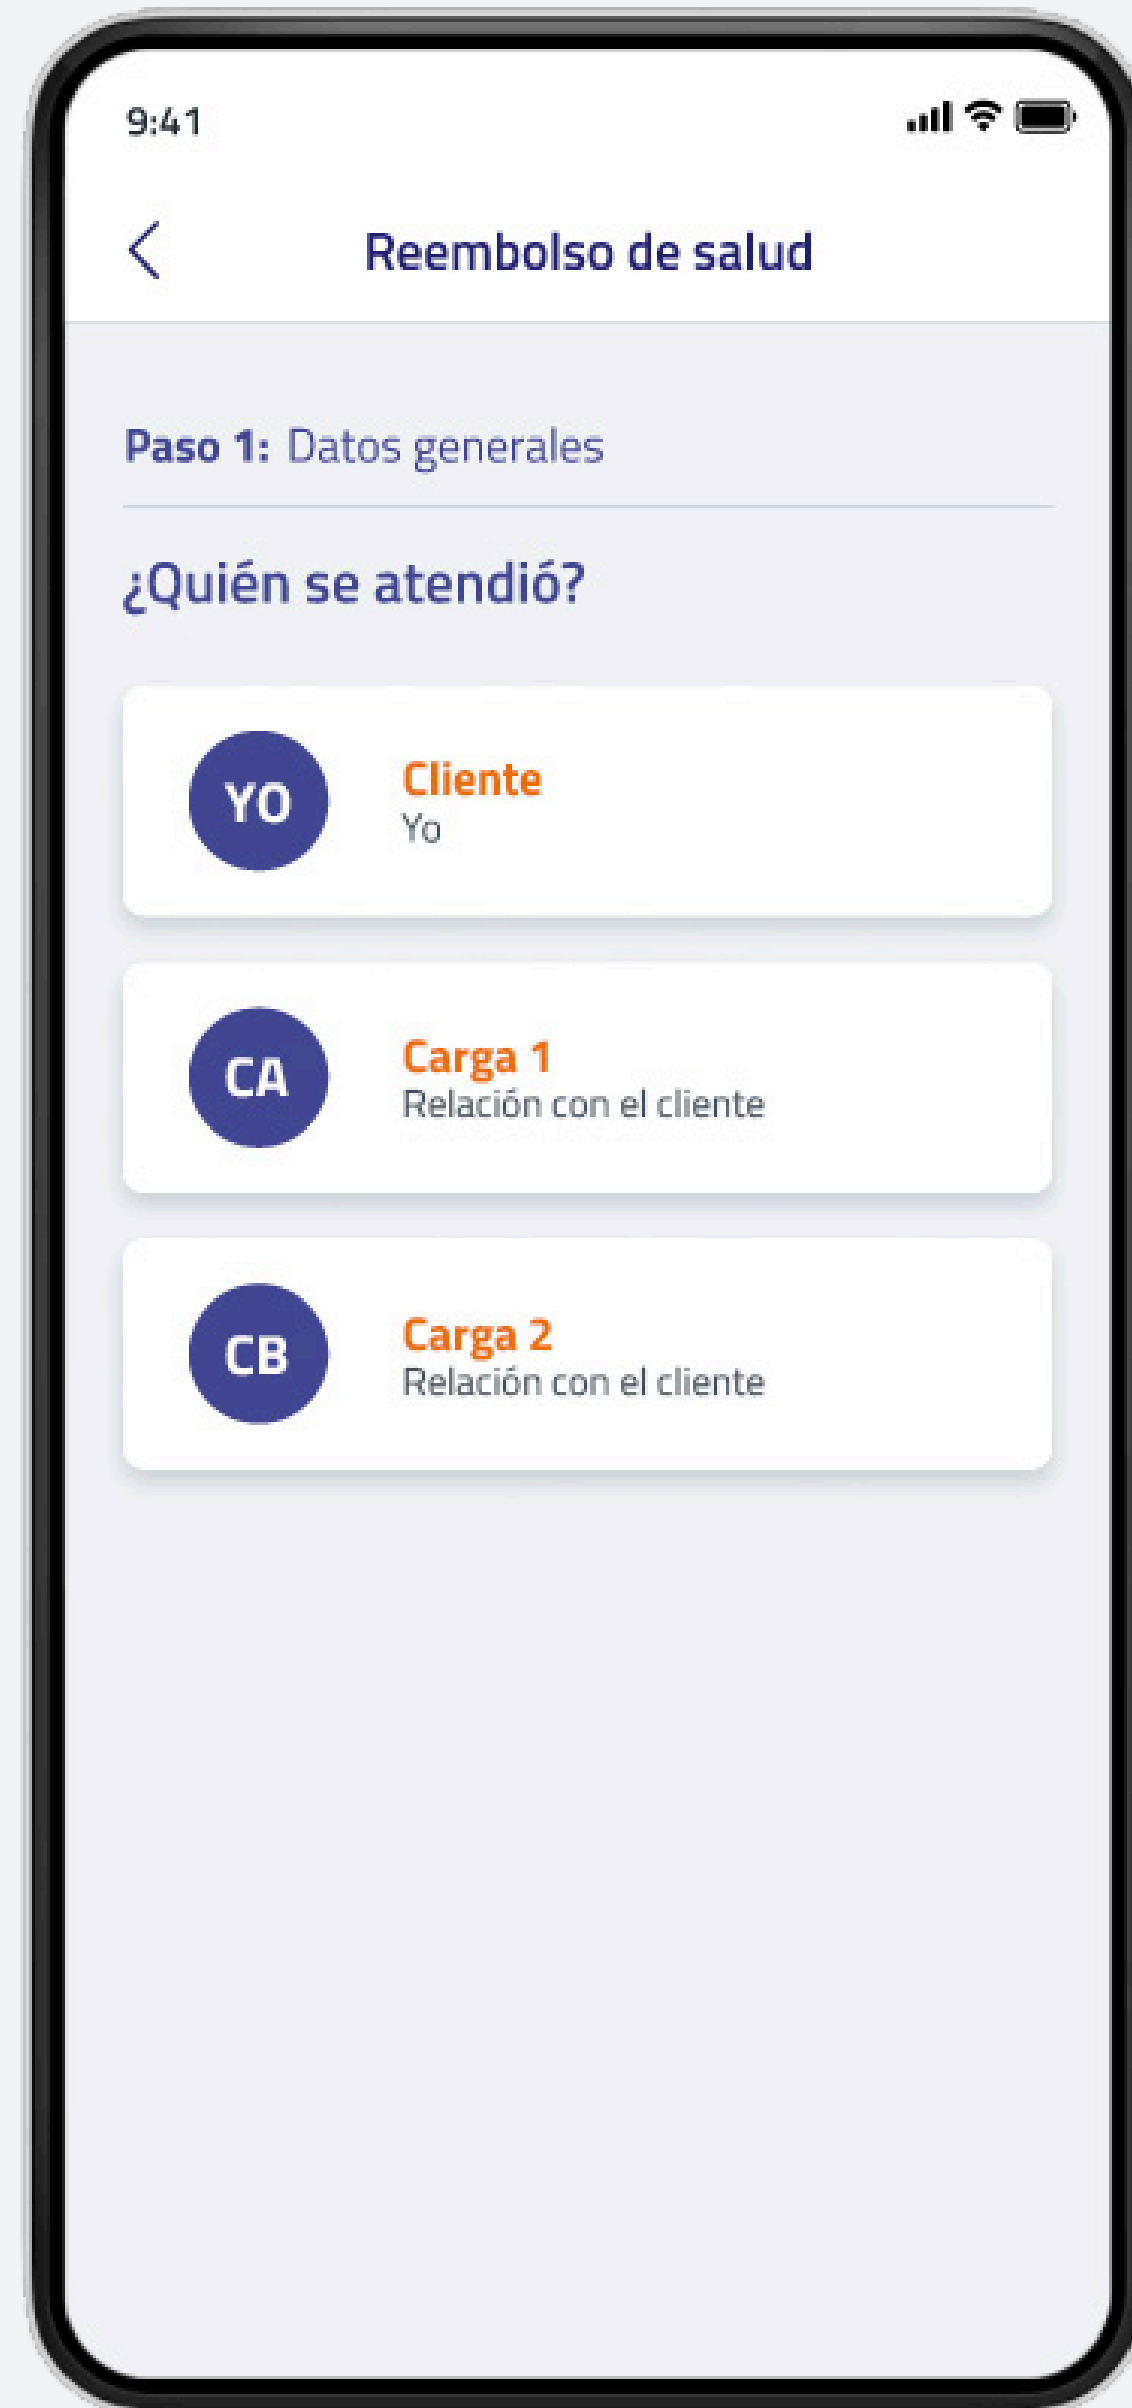 9:41
Reembolso de salud
Paso 1: Datos generales
¿Quién se atendió?
YO
Cliente
Yo
CA
Carga 1
Relación con el cliente
CB
Carga 2
Relación con el cliente